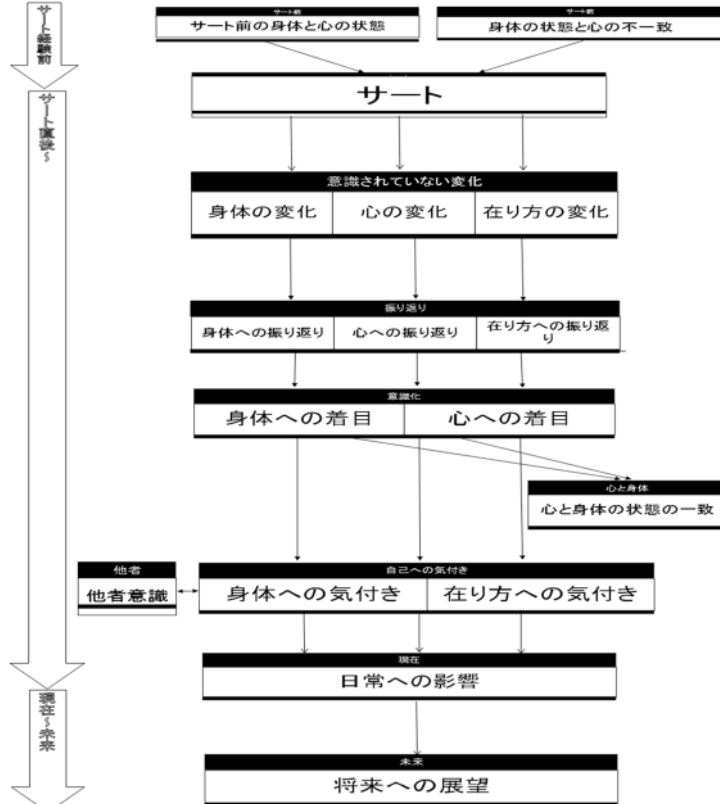 サート経験前
サート前
サート前の身体と心の状態
サート前
身体の状態と心の不一致
サート
サート直後~
意識されていない変化
身体の変化
心の変化
在り方の変化
振り返り
身体への振り返り
心への振り返り
在り方への振り返
り
意識化
身体への着目
心への着目
心と身体
心と身体の状態の一致
他者
他者意識
自己への気付き
身体への気付き
在り方への気付き
現在
日常への影響
現在~未来
未来
将来への展望